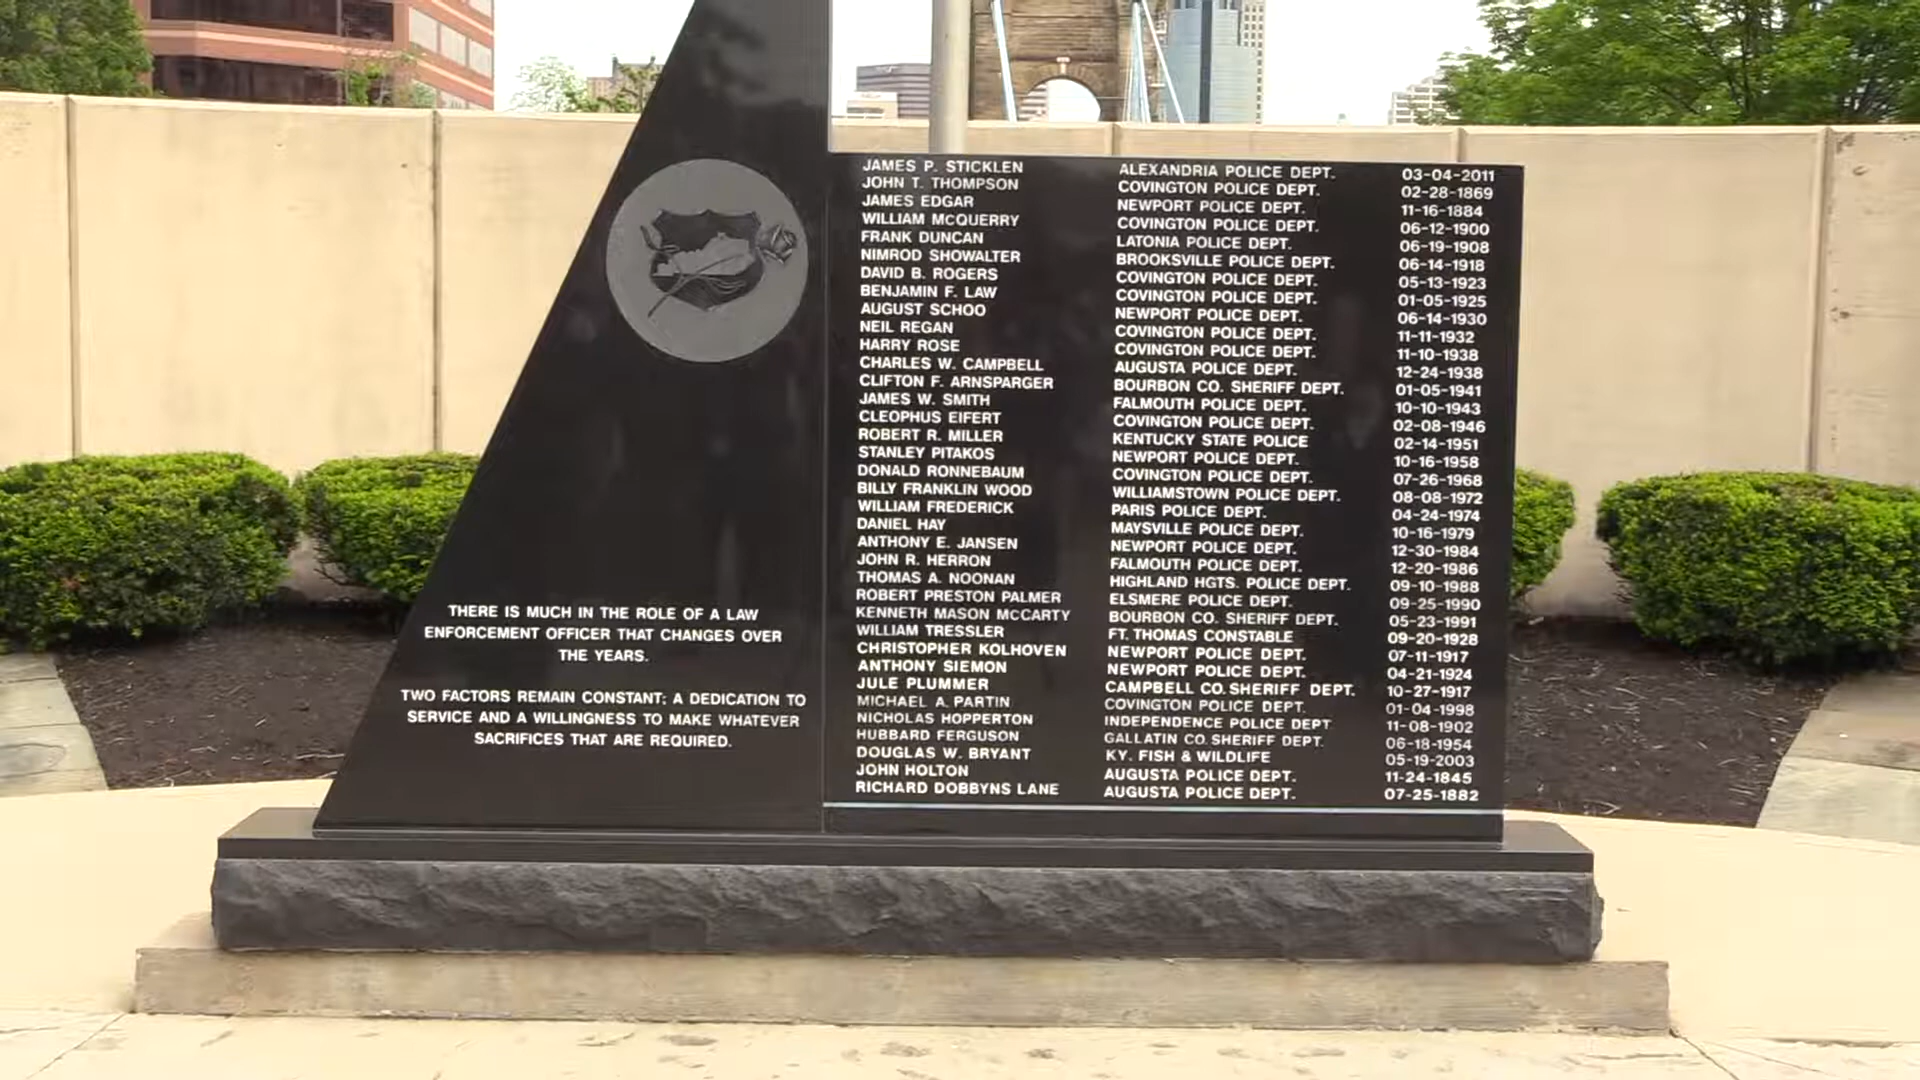 JAMES P. STICKLEN ALEXANDRIA POLICE DEPT. 03-04-2011
JOHN T. THOMPSON COVINGTON POLICE DEPT. 02-28-1869
JAMES EDGAR NEWPORT POLICE DEPT. 11-16-1884
WILLIAM MCQUERRY COVINGTON POLICE DEPT. 06-12-1900
FRANK DUNCAN LATONIA POLICE DEPT. 06-19-1908
NIMROD SHOWALTER BROOKSVILLE POLICE DEPT. 06-14-1918
DAVID B. ROGERS COVINGTON POLICE DEPT. 05-13-1923
BENJAMIN F. LAW COVINGTON POLICE DEPT. 01-05-1925
AUGUST SCHOO NEWPORT POLICE DEPT. 06-14-1930
NEIL REGAN COVINGTON POLICE DEPT. 11-11-1932
HARRY ROSE COVINGTON POLICE DEPT. 11-10-1938
CHARLES W. CAMPBELL AUGUSTA POLICE DEPT. 12-24-1938
CLIFTON F. ARNSPARGER BOURBON CO. SHERIFF DEPT. 01-05-1941
JAMES W. SMITH FALMOUTH POLICE DEPT. 10-10-1943
CLEOPHUS EIFERT COVINGTON POLICE DEPT. 02-08-1946
ROBERT R. MILLER KENTUCKY STATE POLICE 02-14-1951
STANLEY PITAKOS NEWPORT POLICE DEPT. 10-16-1958
DONALD RONNEBAUM COVINGTON POLICE DEPT. 07-26-1968
BILLY FRANKLIN WOOD WILLIAMSTOWN POLICE DEPT. 08-08-1972
WILLIAM FREDERICK PARIS POLICE DEPT. 04-24-1974
DANIEL HAY MAYSVILLE POLICE DEPT. 10-16-1979
ANTHONY E. JANSEN NEWPORT POLICE DEPT. 12-30-1984
JOHN R. HERRON FALMOUTH POLICE DEPT. 12-20-1986
THOMAS A. NOONAN HIGHLAND HGTS. POLICE DEPT. 09-10-1988
ROBERT PRESTON PALMER ELSMERE POLICE DEPT. 09-25-1990
KENNETH MASON MCCARTY BOURBON CO. SHERIFF DEPT. 05-23-1991
WILLIAM TRESSLER FT. THOMAS CONSTABLE 09-20-1928
CHRISTOPHER KOLHOVEN NEWPORT POLICE DEPT. 07-11-1917
ANTHONY SIEMON NEWPORT POLICE DEPT. 04-21-1924
JULE PLUMMER CAMPBELL CO. SHERIFF DEPT. 10-27-1917
MICHAEL A. PARTIN COVINGTON POLICE DEPT. 01-04-1998
NICHOLAS HOPPERTON INDEPENDENCE POLICE DEPT 11-08-1902
HUBBARD FERGUSON GALLATIN CO. SHERIFF DEPT. 06-18-1954
DOUGLAS W. BRYANT KY. FISH & WILDLIFE 05-19-2003
JOHN HOLTON AUGUSTA POLICE DEPT. 11-24-1845
RICHARD DOBBYNS LANE AUGUSTA POLICE DEPT. 07-25-1882
THERE IS MUCH IN THE ROLE OF A LAW
ENFORCEMENT OFFICER THAT CHANGES OVER
THE YEARS.
TWO FACTORS REMAIN CONSTANT: A DEDICATION TO
SERVICE AND A WILLINGNESS TO MAKE WHATEVER
SACRIFICES THAT ARE REQUIRED.